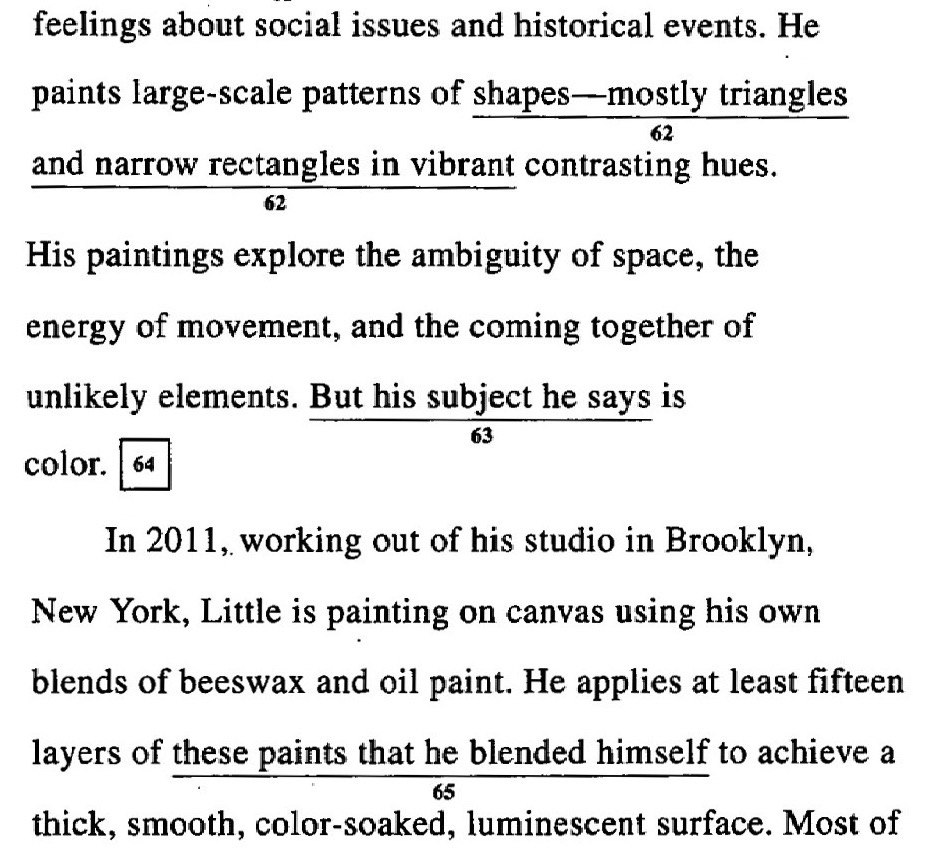 feelings about social issues and historical events. He
paints large-scale patterns of shapes—mostly triangles
62
and narrow rectangles in vibrant contrasting hues.
62
His paintings explore the ambiguity of space, the
energy of movement, and the coming together of
unlikely elements. But his subject he says is
63
color. 64
In 2011, working out of his studio in Brooklyn,
New York, Little is painting on canvas using his own
blends of beeswax and oil paint. He applies at least fifteen
layers of these paints that he blended himself to achieve a
65
thick, smooth, color-soaked, luminescent surface. Most of